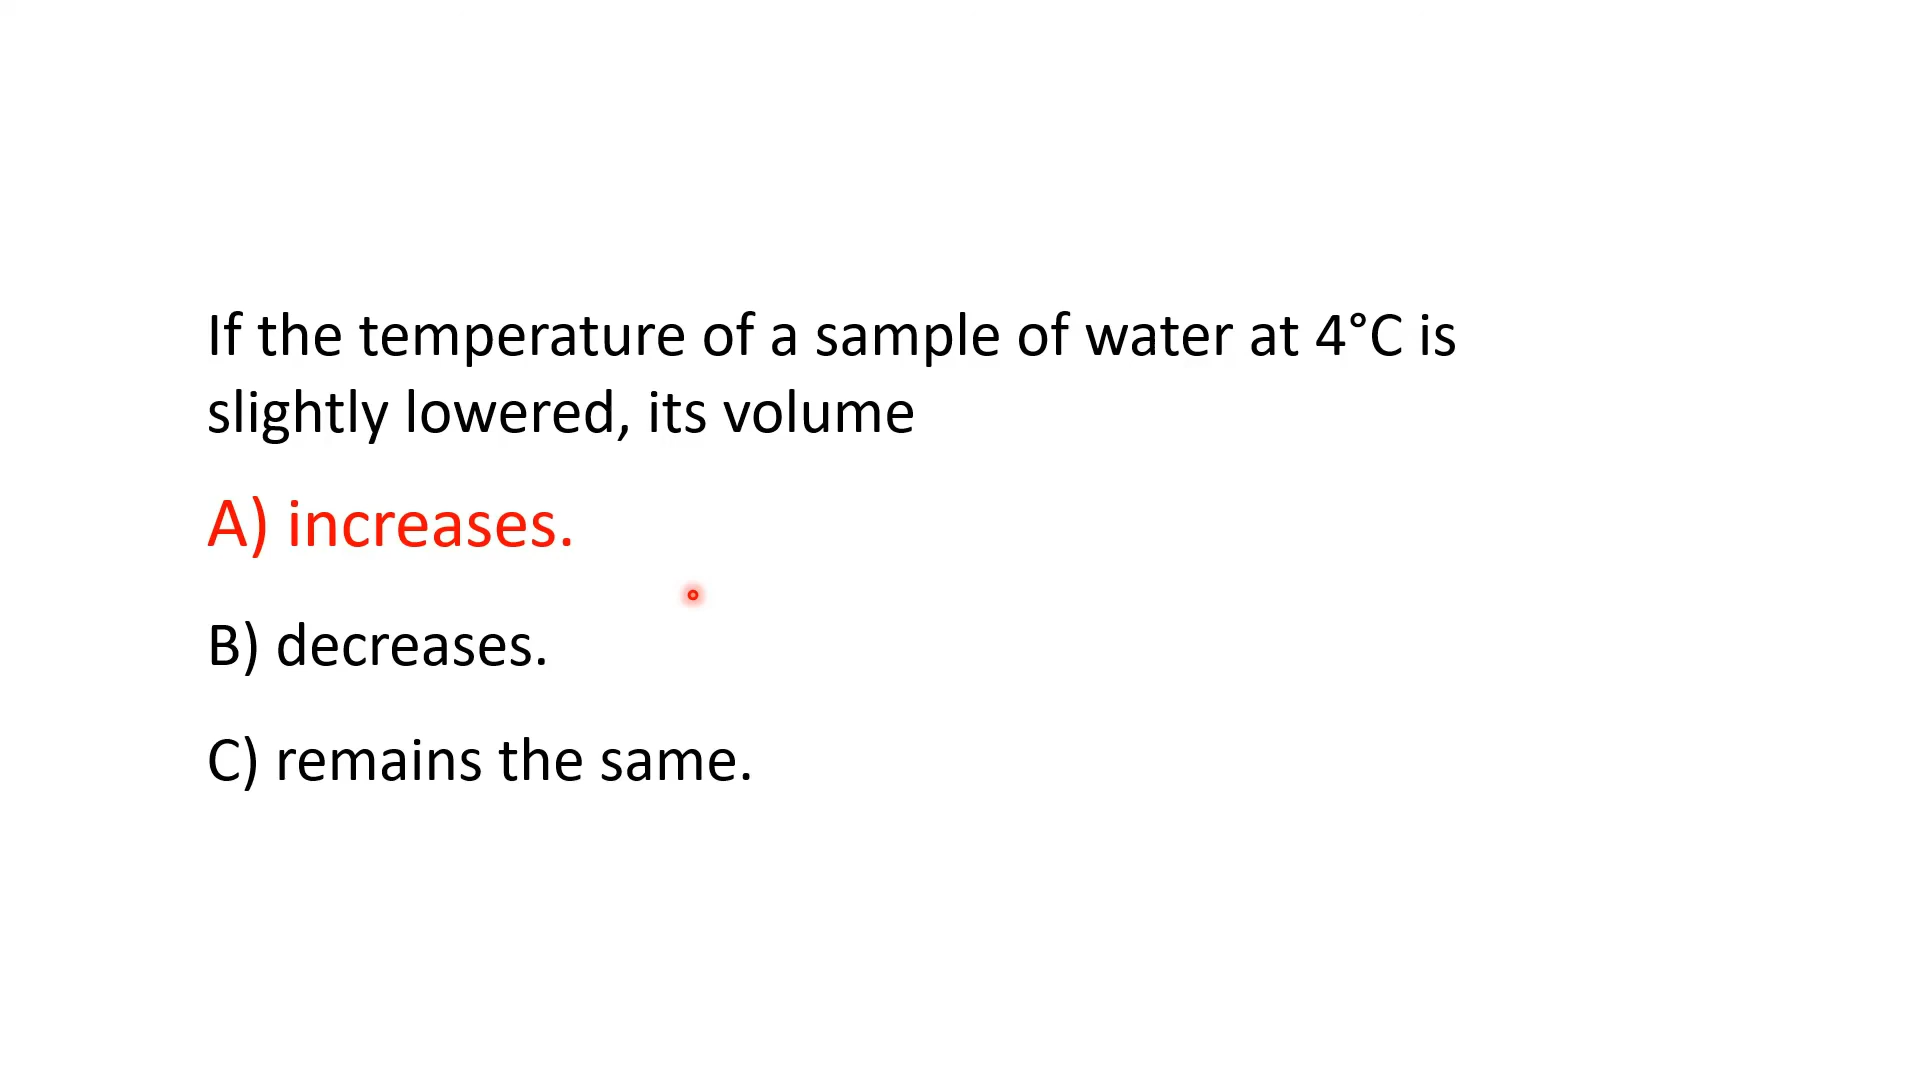 If the temperature of a sample of water at 4°C is
slightly lowered, its volume
A) increases.
B) decreases.
C) remains the same.